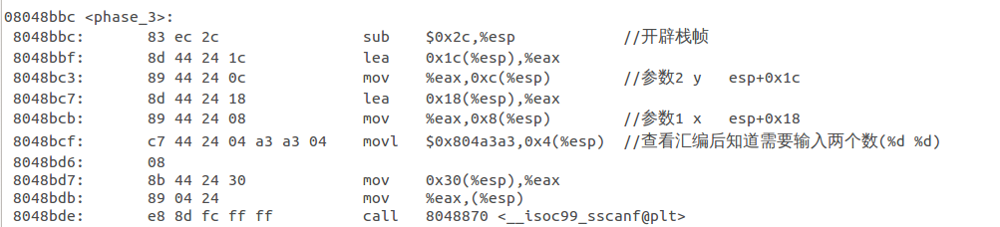 08048bbc <phase_3>:
8048bbc: 83 ec 2c sub $0x2c,%esp //开辟栈帧
8048bbf: 8d 44 24 1c lea 0x1c(%esp),%eax
8048bc3: 89 44 24 0c mov %eax,0xc(%esp) //参数2 y esp+0x1c
8048bc7: 8d 44 24 18 lea 0x18(%esp),%eax
8048bcb: 89 44 24 08 mov %eax,0x8(%esp) //参数1 x esp+0x18
8048bcf: c7 44 24 04 a3 a3 04 movl $0x804a3a3,0x4(%esp) //查看汇编后知道需要输入两个数(%d %d)
8048bd6: 08
8048bd7: 8b 44 24 30 mov 0x30(%esp),%eax
8048bdb: 89 04 24 mov %eax,(%esp)
8048bde: e8 8d fc ff ff call 8048870 <__isoc99_sscanf@plt>